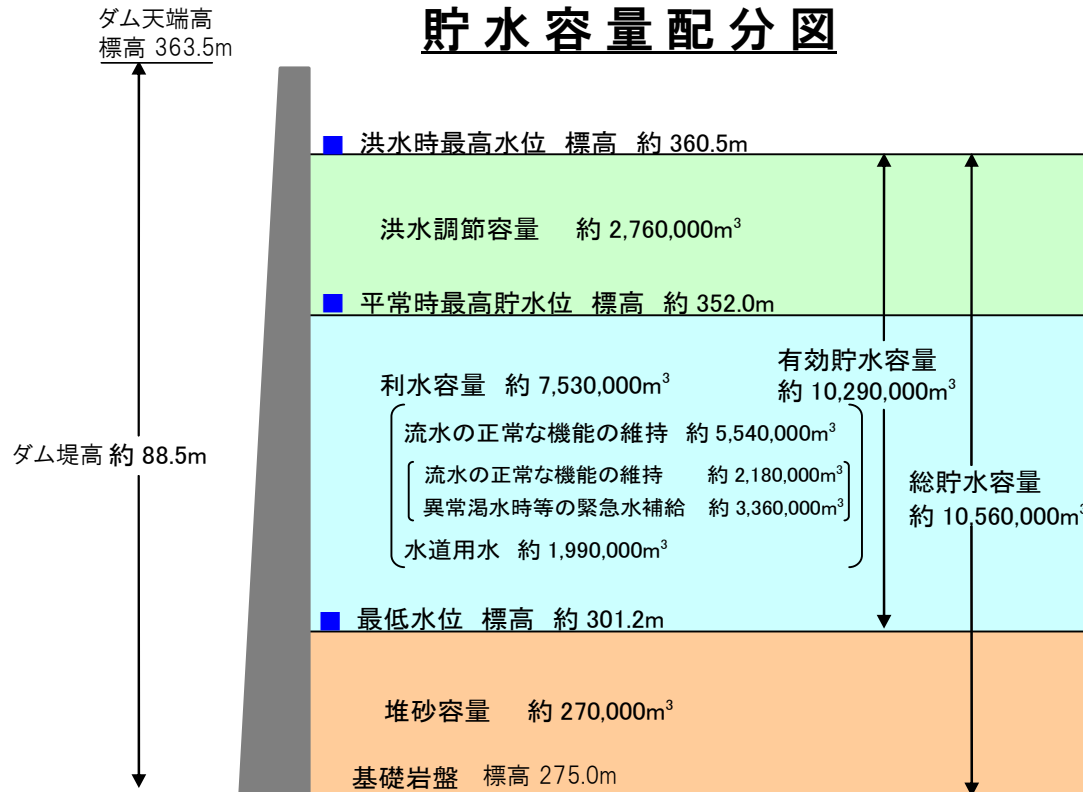 ダム天端高
標高 363.5m
貯水容量配分図
■ 洪水時最高水位 標高 約 360.5m
洪水調節容量 約 2,760,000m³
■ 平常時最高貯水位 標高 約 352.0m
有効貯水容量
約 10,290,000m³
利水容量 約 7,530,000m³
流水の正常な機能の維持 約 5,540,000m³
流水の正常な機能の維持 約 2,180,000m³
異常渇水時等の緊急水補給 約 3,360,000m³
水道用水 約 1,990,000m³
ダム堤高 約 88.5m
総貯水容量
約 10,560,000m³
■ 最低水位 標高 約 301.2m
堆砂容量 約 270,000m³
基礎岩盤 標高 275.0m